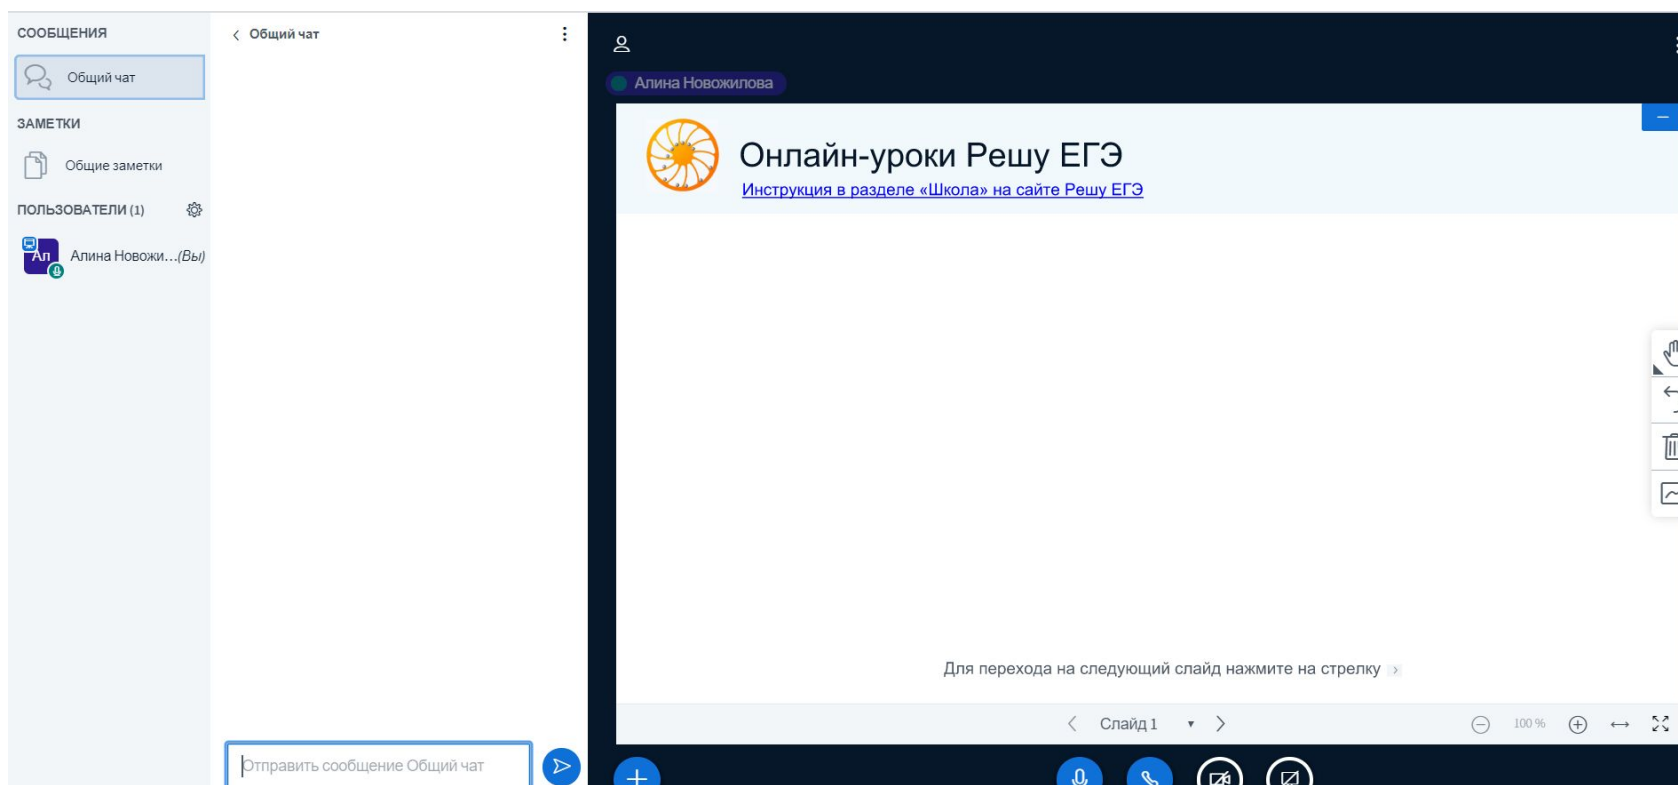 СООБЩЕНИЯ
Общий чат
ЗАМЕТКИ
Общие заметки
ПОЛЬЗОВАТЕЛИ (1)
Ал
Алина Новожи...(Вы)
Общий чат
Отправить сообщение Общий чат
Алина Новожилова
Онлайн-уроки Решу ЕГЭ
Инструкция в разделе «Школа» на сайте Решу ЕГЭ
Для перехода на следующий слайд нажмите на стрелку
Слайд 1
100 %